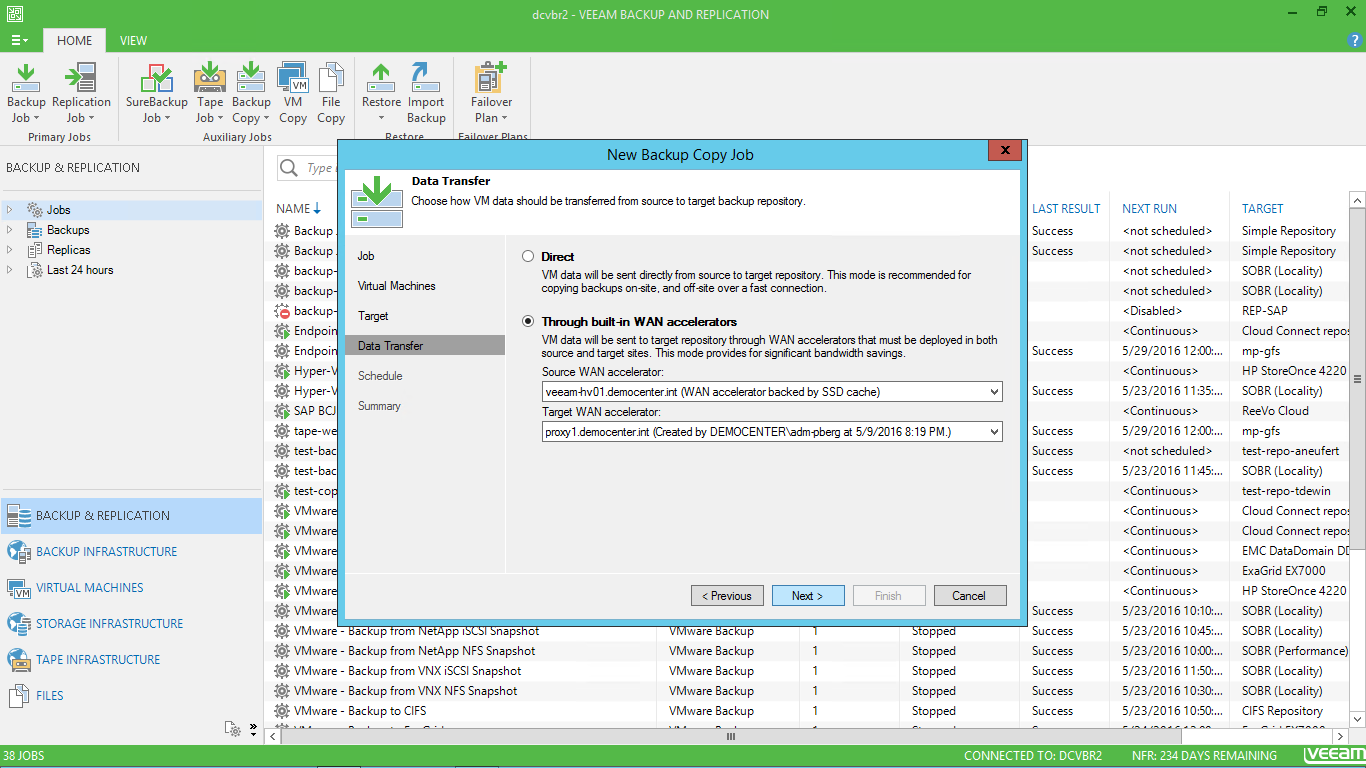 dcvbr2 - VEEAM BACKUP AND REPLICATION
HOME VIEW
Backup Job
Replication Job
Primary Jobs
SureBackup Job
Tape Job
Backup Copy
VM
VM Copy
File Copy
Auxiliary Jobs
Restore
Import Backup
Restore
Failover Plan
Failover Plans
BACKUP & REPLICATION
Jobs
Backups
Replicas
Last 24 hours
BACKUP & REPLICATION
BACKUP INFRASTRUCTURE
VM
VIRTUAL MACHINES
STORAGE INFRASTRUCTURE
TAPE INFRASTRUCTURE
FILES
Type
NAME LAST RESULT NEXT RUN TARGET
Backup Success <not scheduled> Simple Repository
Backup Success <not scheduled> Simple Repository
backup- <not scheduled> SOBR (Locality)
backup- <not scheduled> SOBR (Locality)
backup- <Disabled> REP-SAP
Endpoin <Continuous> Cloud Connect repos
Endpoin Success 5/29/2016 12:00:... mp-gfs
Hyper-V <Continuous> HP StoreOnce 4220
Hyper-V Success 5/23/2016 11:35:... SOBR (Locality)
SAP BCJ <Continuous> ReeVo Cloud
tape-we Success 5/29/2016 12:00:... mp-gfs
test-bac Success <not scheduled> test-repo-aneufert
test-bac Success 5/23/2016 11:45:... SOBR (Locality)
test-cop <Continuous> test-repo-tdewin
VMware <Continuous> Cloud Connect repos
VMware <Continuous> Cloud Connect repos
VMware <Continuous> EMC DataDomain DD
VMware <Continuous> ExaGrid EX7000
VMware <Continuous> HP StoreOnce 4220
VMware Success 5/23/2016 10:10:... SOBR (Locality)
VMware - Backup from NetApp iSCSI Snapshot VMware Backup 1 Stopped Success 5/23/2016 10:45:... SOBR (Locality)
VMware - Backup from NetApp NFS Snapshot VMware Backup 1 Stopped Success 5/23/2016 10:00:... SOBR (Performance)
VMware - Backup from VNX iSCSI Snapshot VMware Backup 1 Stopped Success 5/23/2016 11:50:... SOBR (Locality)
VMware - Backup from VNX NFS Snapshot VMware Backup 1 Stopped Success 5/23/2016 10:30:... SOBR (Locality)
VMware - Backup to CIFS VMware Backup 1 Stopped Success 5/23/2016 10:50:... CIFS Repository
New Backup Copy Job
Data Transfer
Choose how VM data should be transferred from source to target backup repository.
Job
Virtual Machines
Target
Data Transfer
Schedule
Summary
Direct
VM data will be sent directly from source to target repository. This mode is recommended for
copying backups on-site, and off-site over a fast connection.
Through built-in WAN accelerators
VM data will be sent to target repository through WAN accelerators that must be deployed in both
source and target sites. This mode provides for significant bandwidth savings.
Source WAN accelerator:
veeam-hv01.democenter.int (WAN accelerator backed by SSD cache)
Target WAN accelerator:
proxy1.democenter.int (Created by DEMOCENTER\adm-pberg at 5/9/2016 8:19 PM.)
< Previous Next > Finish Cancel
38 JOBS CONNECTED TO: DCVBR2 NFR: 234 DAYS REMAINING veeam